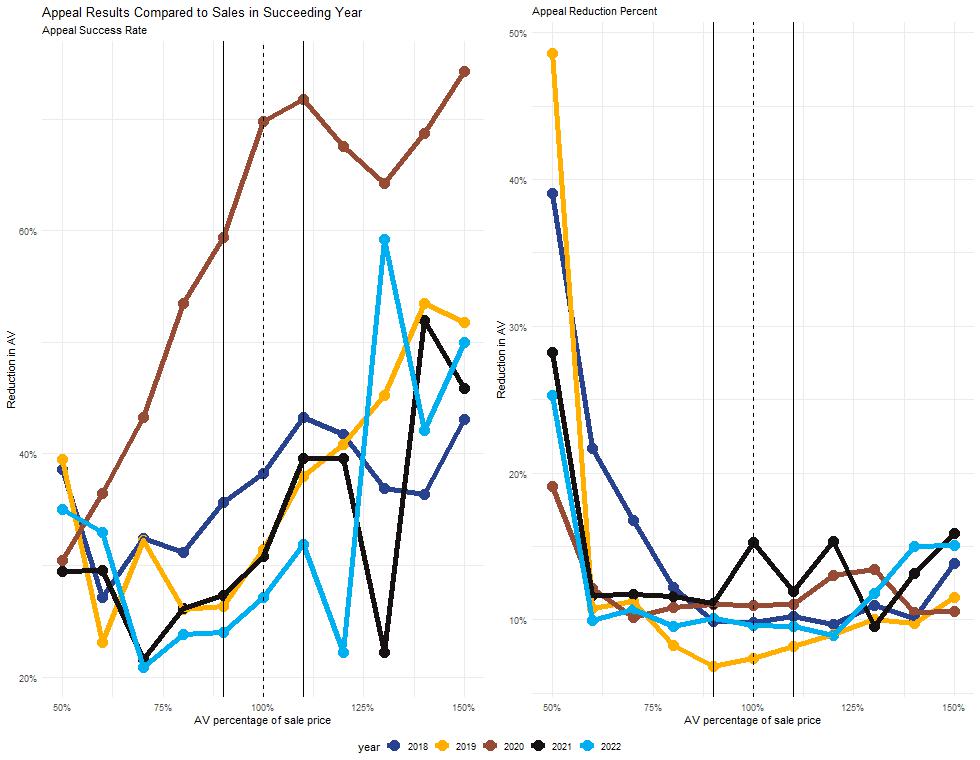 Appeal Results Compared to Sales in Succeeding Year
Appeal Success Rate
Reduction in AV
60%
40%
20%
50%
75%
100%
125%
150%
AV percentage of sale price
Appeal Reduction Percent
Reduction in AV
50%
40%
30%
20%
10%
50%
75%
100%
125%
150%
AV percentage of sale price
year 2018 2019 2020 2021 2022